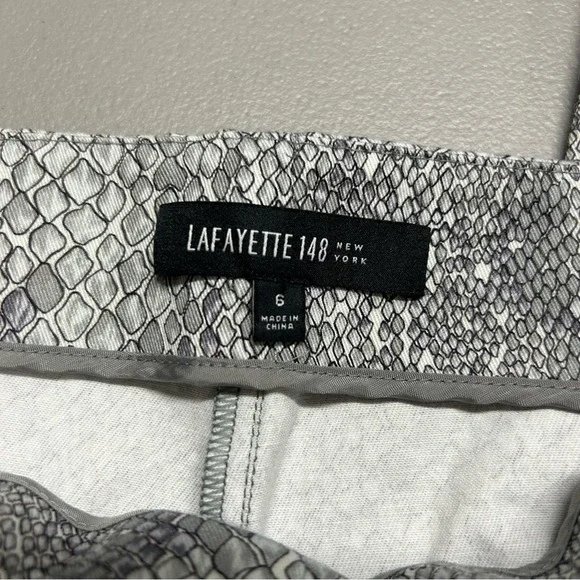 LAFAYETTE 148 NEW YORK
6
MADE IN
CHINA